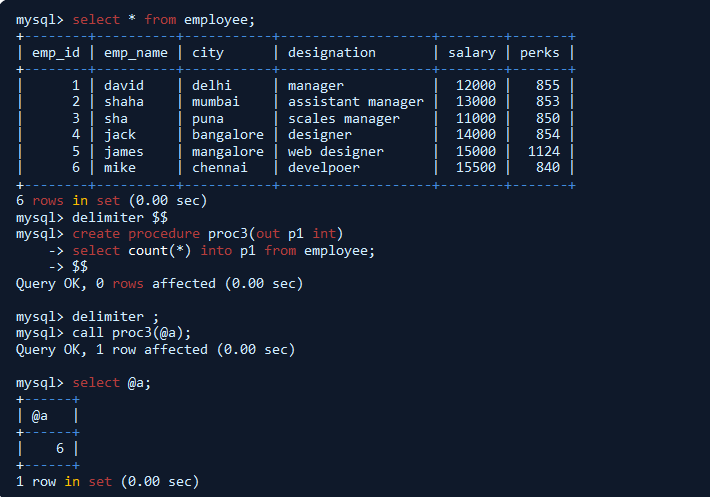 mysql> select * from employee;
+--------+----------+-----------+-------------------+--------+-------+
| emp_id | emp_name | city      | designation       | salary | perks |
+--------+----------+-----------+-------------------+--------+-------+
|      1 | david    | delhi     | manager           |  12000 |   855 |
|      2 | shaha    | mumbai    | assistant manager |  13000 |   853 |
|      3 | sha      | puna      | scales manager    |  11000 |   850 |
|      4 | jack     | bangalore | designer          |  14000 |   854 |
|      5 | james    | mangalore | web designer      |  15000 |  1124 |
|      6 | mike     | chennai   | develpoer         |  15500 |   840 |
+--------+----------+-----------+-------------------+--------+-------+
6 rows in set (0.00 sec)
mysql> delimiter $$
mysql> create procedure proc3(out p1 int)
    -> select count(*) into p1 from employee;
    -> $$
Query OK, 0 rows affected (0.00 sec)

mysql> delimiter ;
mysql> call proc3(@a);
Query OK, 1 row affected (0.00 sec)

mysql> select @a;
+------+
| @a   |
+------+
|    6 |
+------+
1 row in set (0.00 sec)